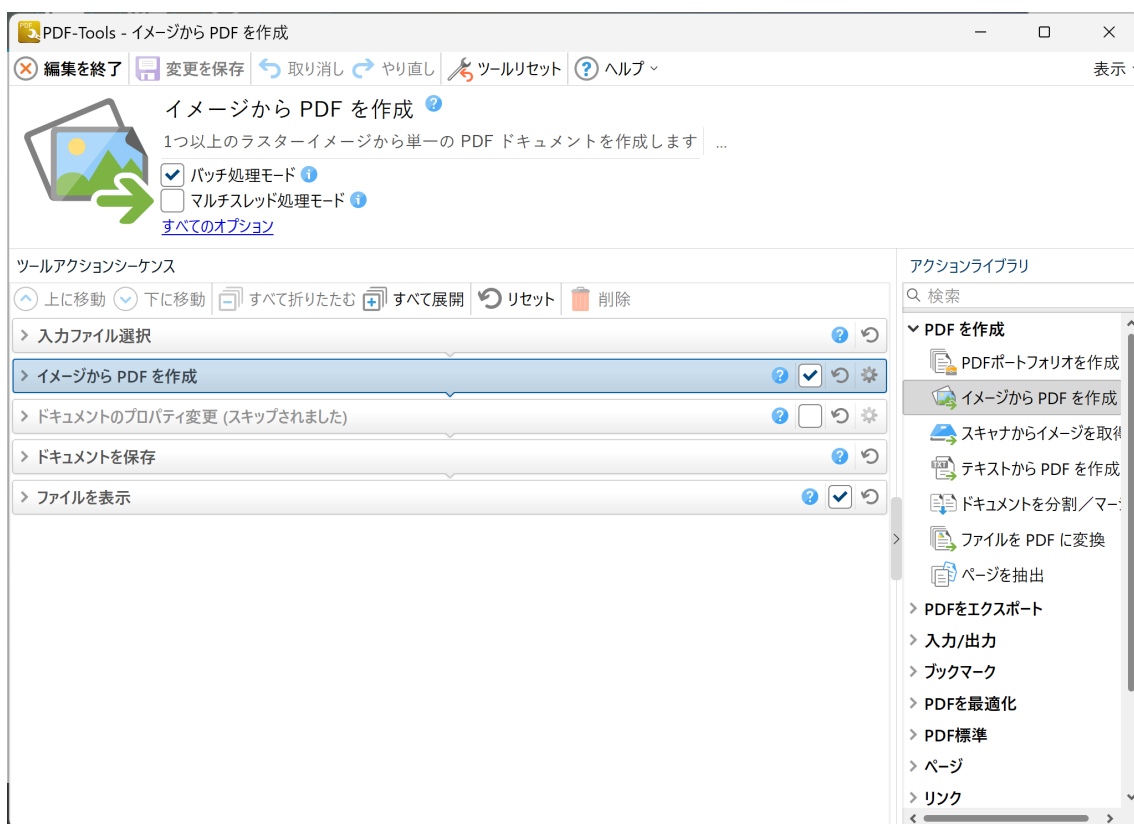 PDF-Tools - イメージから PDF を作成
編集を終了 変更を保存 取り消し やり直し ツールリセット ヘルプ 表示
イメージから PDF を作成
1つ以上のラスターイメージから単一の PDF ドキュメントを作成します ...
バッチ処理モード
マルチスレッド処理モード
すべてのオプション
ツールアクションシーケンス
上に移動 下に移動 すべて折りたたむ すべて展開 リセット 削除
入力ファイル選択
イメージから PDF を作成
ドキュメントのプロパティ変更 (スキップされました)
ドキュメントを保存
ファイルを表示
アクションライブラリ
検索
PDF を作成
PDFポートフォリオを作成
イメージから PDF を作成
スキャナからイメージを取得
テキストから PDF を作成
ドキュメントを分割／マー
ファイルを PDF に変換
ページを抽出
PDFをエクスポート
入力/出力
ブックマーク
PDFを最適化
PDF標準
ページ
リンク